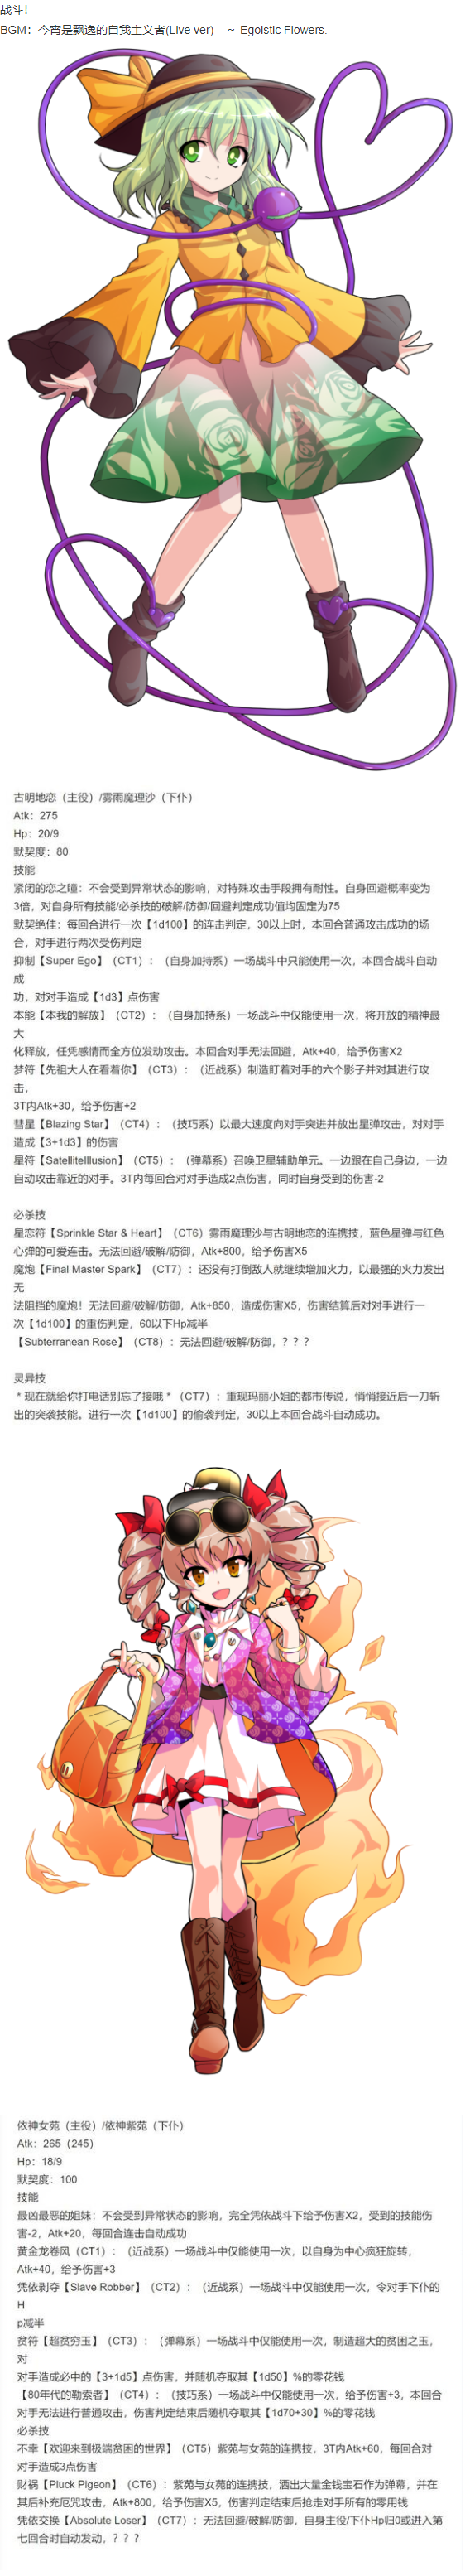 战斗！
BGM：今宵是飘逸的自我主义者(Live ver)　～ Egoistic Flowers.
古明地恋（主役）/雾雨魔理沙（下仆）
Atk：275
Hp：20/9
默契度：80
技能
紧闭的恋之瞳：不会受到异常状态的影响，对特殊攻击手段拥有耐性。自身回避概率变为
3倍，对自身所有技能/必杀技的破解/防御/回避判定成功值均固定为75
默契绝佳：每回合进行一次【1d100】的连击判定，30以上时，本回合普通攻击成功的场
合，对手进行两次受伤判定
抑制【Super Ego】（CT1）：（自身加持系）一场战斗中只能使用一次，本回合战斗自动
成
功，对对手造成【1d3】点伤害
本能【本我的解放】（CT2）：（自身加持系）一场战斗中仅能使用一次，将开放的精神最
大
化释放，任凭感情而全方位发动攻击。本回合对手无法回避，Atk+40，给予伤害X2
梦符【先祖大人在看着你】（CT3）：（近战系）制造盯着对手的六个影子并对其进行攻
击，
3T内Atk+30，给予伤害+2
彗星【Blazing Star】（CT4）：（技巧系）以最大速度向对手突进并放出星弹攻击，对对手
造成【3+1d3】的伤害
星符【SatelliteIllusion】（CT5）：（弹幕系）召唤卫星辅助单元。一边跟在自己身边，一边
自动攻击靠近的对手。3T内每回合对对手造成2点伤害，同时自身受到的伤害-2
必杀技
星恋符【Sprinkle Star & Heart】（CT6）雾雨魔理沙与古明地恋的连携技，蓝色星弹与红色
心弹的可爱连击。无法回避/破解/防御，Atk+800，给予伤害X5
魔炮【Final Master Spark】（CT7）：还没有打倒敌人就继续增加火力，以最强的火力发出
无
法阻挡的魔炮！无法回避/破解/防御，Atk+850，造成伤害X5，伤害结算后对对手进行一
次【1d100】的重伤判定，60以下Hp减半
【Subterranean Rose】（CT8）：无法回避/破解/防御，？？？
灵异技
＊现在就给你打电话别忘了接哦＊（CT7）：重现玛丽小姐的都市传说，悄悄接近后一刀斩
出的突袭技能。进行一次【1d100】的偷袭判定，30以上本回合战斗自动成功。
依神女苑（主役）/依神紫苑（下仆）
Atk：265（245）
Hp：18/9
默契度：100
技能
最凶最恶的姐妹：不会受到异常状态的影响，完全凭依战斗下给予伤害X2，受到的技能伤
害-2，Atk+20，每回合连击自动成功
黄金龙卷风（CT1）：（近战系）一场战斗中仅能使用一次，以自身为中心疯狂旋转，
Atk+40，给予伤害+3
凭依剥夺【Slave Robber】（CT2）：（近战系）一场战斗中仅能使用一次，令对手下仆的
H
p减半
贫符【超贫穷玉】（CT3）：（弹幕系）一场战斗中仅能使用一次，制造超大的贫困之玉，
对
对手造成必中的【3+1d5】点伤害，并随机夺取其【1d50】%的零花钱
【80年代的勒索者】（CT4）：（技巧系）一场战斗中仅能使用一次，给予伤害+3，本回合
对手无法进行普通攻击，伤害判定结束后随机夺取其【1d70+30】%的零花钱
必杀技
不幸【欢迎来到极端贫困的世界】（CT5）紫苑与女苑的连携技，3T内Atk+60，每回合对
对手造成3点伤害
财祸【Pluck Pigeon】（CT6）：紫苑与女苑的连携技，洒出大量金钱宝石作为弹幕，并在
其后补充厄咒攻击，Atk+800，给予伤害X5，伤害判定结束后抢走对手所有的零用钱
凭依交换【Absolute Loser】（CT7）：无法回避/破解/防御，自身主役/下仆Hp归0或进入第
七回合时自动发动，？？？